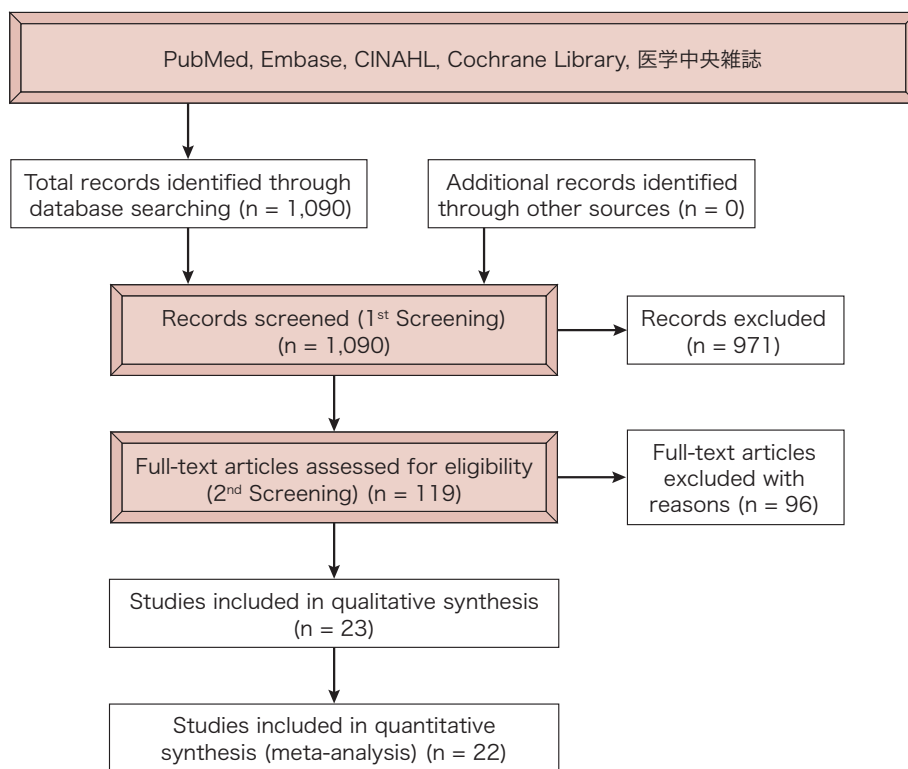 PubMed, Embase, CINAHL, Cochrane Library, 医学中央雑誌
Total records identified through
database searching (n = 1,090)
Additional records identified
through other sources (n = 0)
Records screened (1st Screening)
(n = 1,090)
Records excluded
(n = 971)
Full-text articles assessed for eligibility
(2nd Screening) (n = 119)
Full-text articles
excluded with
reasons (n = 96)
Studies included in qualitative synthesis
(n = 23)
Studies included in quantitative
synthesis (meta-analysis) (n = 22)